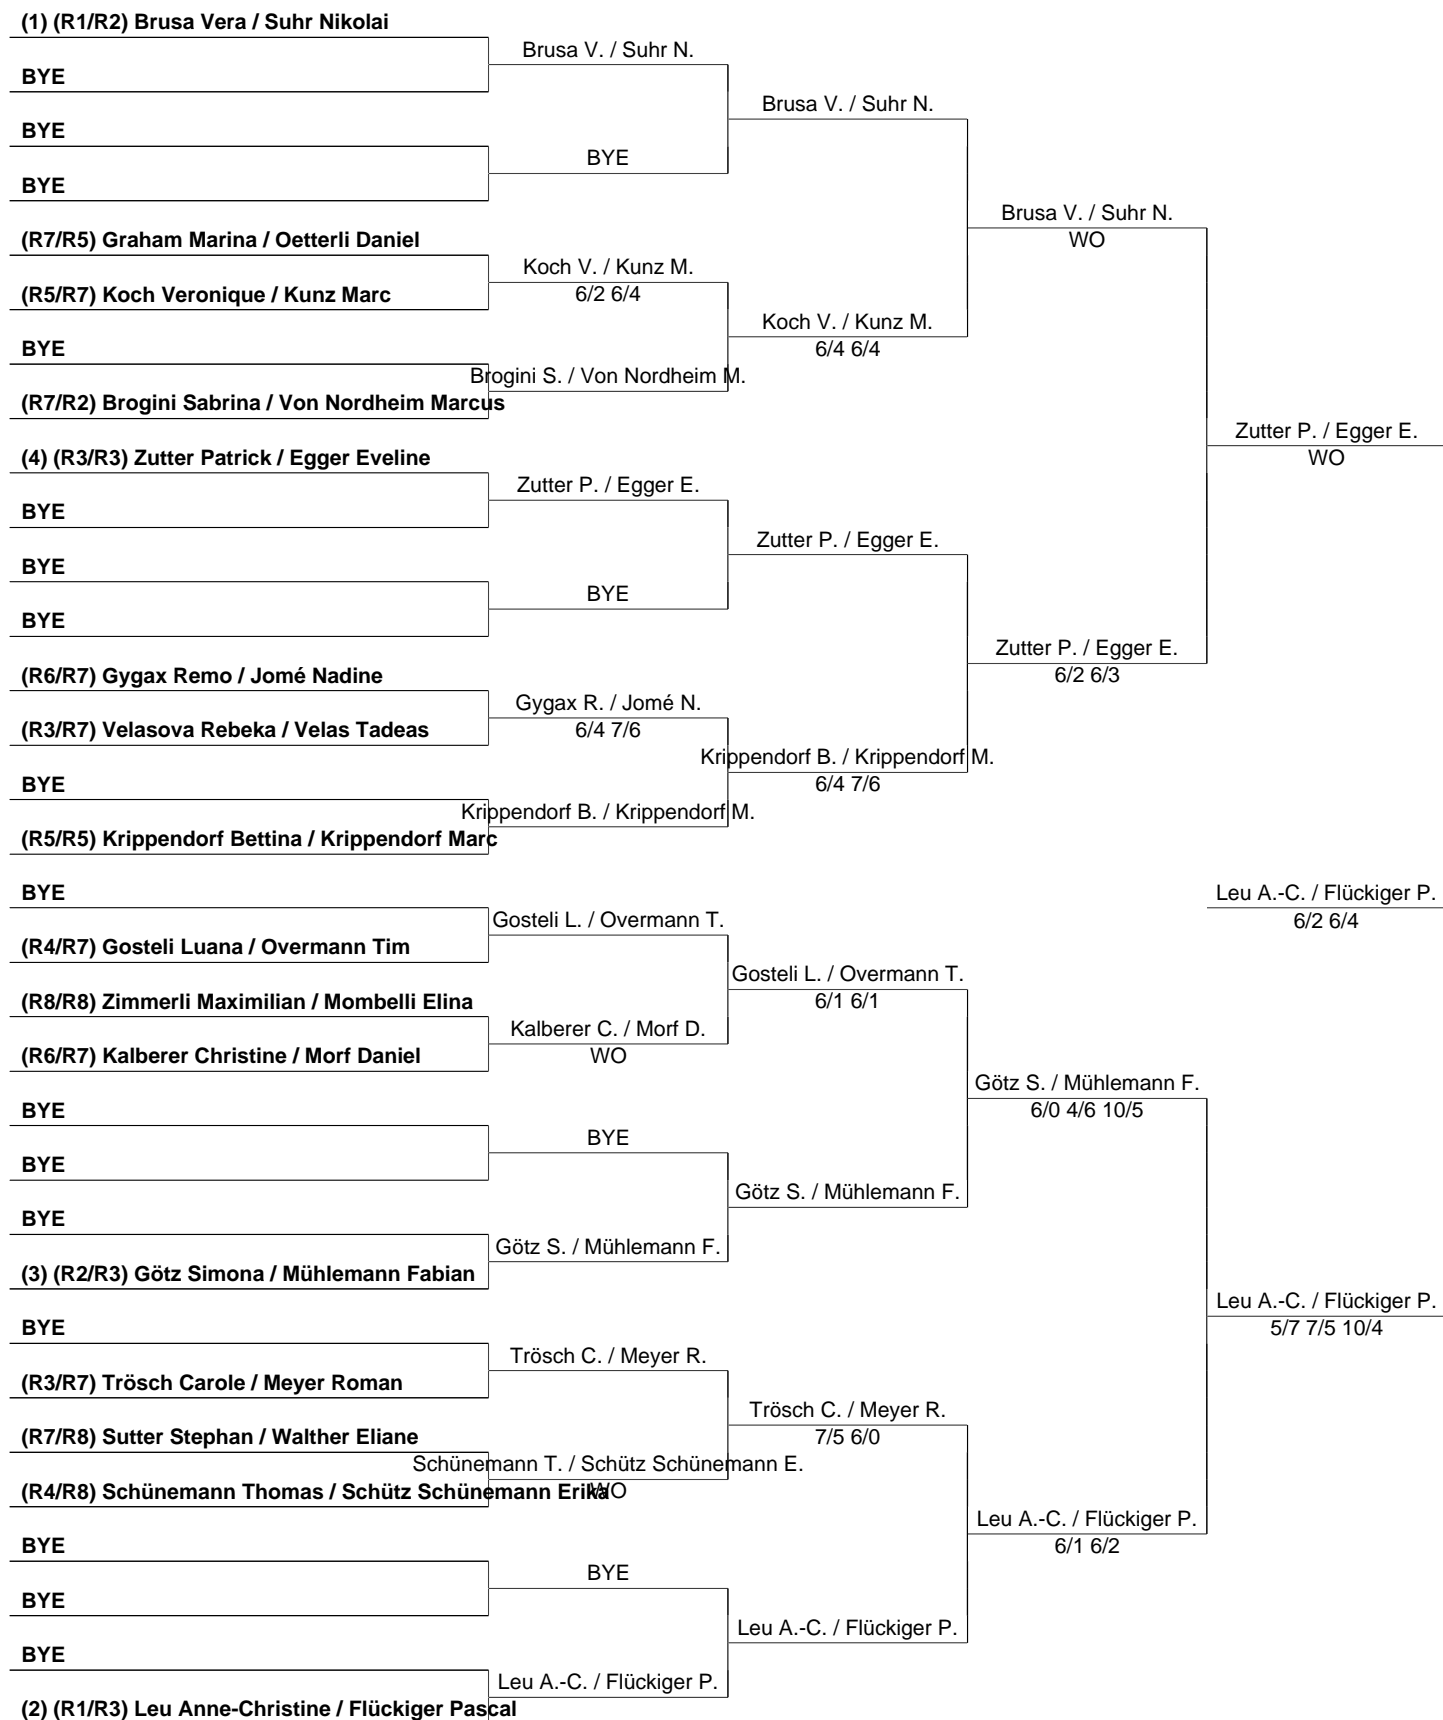 (1) (R1/R2) Brusa Vera / Suhr Nikolai
Brusa V. / Suhr N.
BYE
Brusa V. / Suhr N.
BYE
BYE
BYE
Brusa V. / Suhr N.
WO
(R7/R5) Graham Marina / Oetterli Daniel
Koch V. / Kunz M.
6/2 6/4
(R5/R7) Koch Veronique / Kunz Marc
Koch V. / Kunz M.
6/4 6/4
BYE
Brogini S. / Von Nordheim M.
(R7/R2) Brogini Sabrina / Von Nordheim Marcus
Zutter P. / Egger E.
WO
(4) (R3/R3) Zutter Patrick / Egger Eveline
Zutter P. / Egger E.
BYE
Zutter P. / Egger E.
BYE
BYE
BYE
Zutter P. / Egger E.
6/2 6/3
(R6/R7) Gygax Remo / Jomé Nadine
Gygax R. / Jomé N.
6/4 7/6
(R3/R7) Velasova Rebeka / Velas Tadeas
Krippendorf B. / Krippendorf M.
6/4 7/6
BYE
Krippendorf B. / Krippendorf M.
(R5/R5) Krippendorf Bettina / Krippendorf Marc
BYE
Leu A.-C. / Flückiger P.
6/2 6/4
Gosteli L. / Overmann T.
(R4/R7) Gosteli Luana / Overmann Tim
Gosteli L. / Overmann T.
6/1 6/1
(R8/R8) Zimmerli Maximilian / Mombelli Elina
Kalberer C. / Morf D.
WO
(R6/R7) Kalberer Christine / Morf Daniel
Götz S. / Mühlemann F.
6/0 4/6 10/5
BYE
BYE
BYE
Götz S. / Mühlemann F.
BYE
Götz S. / Mühlemann F.
(3) (R2/R3) Götz Simona / Mühlemann Fabian
Leu A.-C. / Flückiger P.
5/7 7/5 10/4
BYE
Trösch C. / Meyer R.
(R3/R7) Trösch Carole / Meyer Roman
Trösch C. / Meyer R.
7/5 6/0
(R7/R8) Sutter Stephan / Walther Eliane
Schünemann T. / Schütz Schünemann E.
WO
(R4/R8) Schünemann Thomas / Schütz Schünemann Erika
Leu A.-C. / Flückiger P.
6/1 6/2
BYE
BYE
BYE
Leu A.-C. / Flückiger P.
BYE
Leu A.-C. / Flückiger P.
(2) (R1/R3) Leu Anne-Christine / Flückiger Pascal